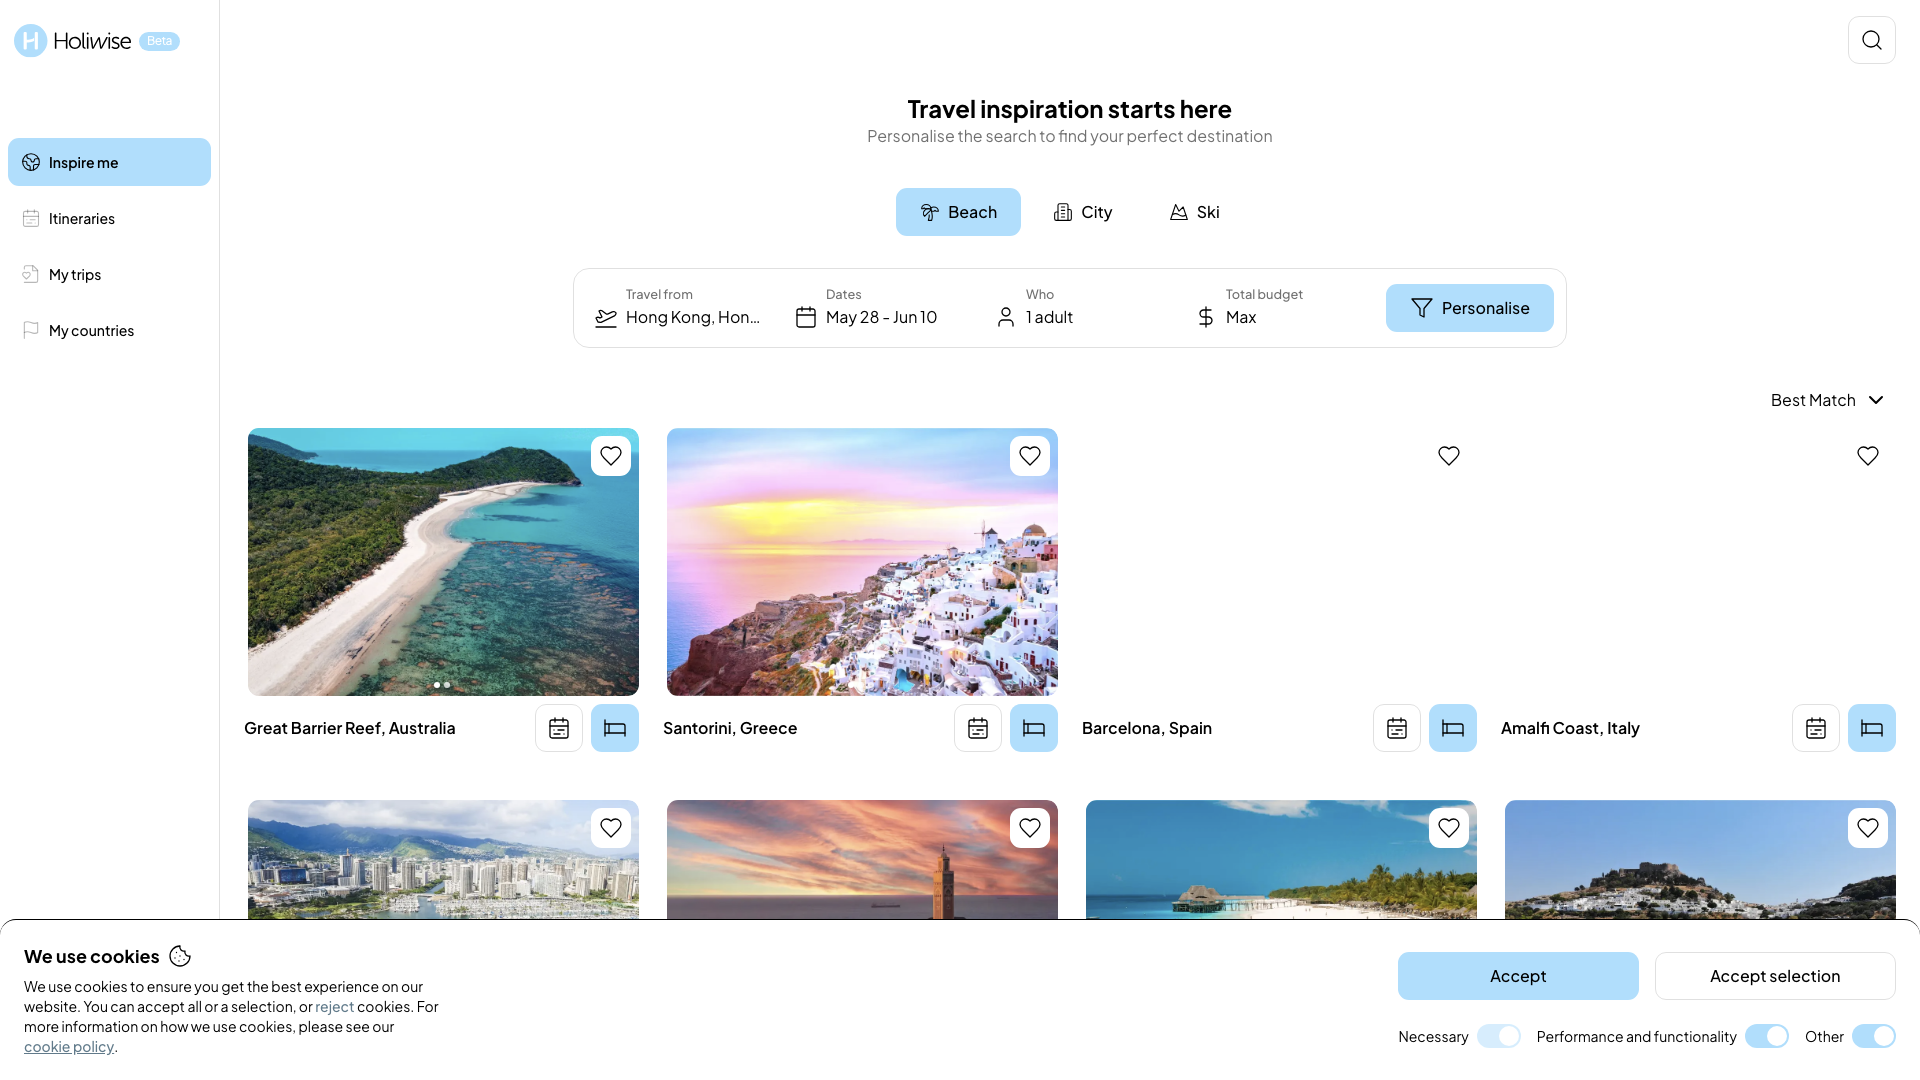 Holiwise Beta
Inspire me
Itineraries
My trips
My countries
Travel inspiration starts here
Personalise the search to find your perfect destination
Beach
City
Ski
Travel from
Hong Kong, Hon...
Dates
May 28 - Jun 10
Who
1 adult
Total budget
Max
Personalise
Best Match
Great Barrier Reef, Australia
Santorini, Greece
Barcelona, Spain
Amalfi Coast, Italy
We use cookies
We use cookies to ensure you get the best experience on our
website. You can accept all or a selection, or reject cookies. For
more information on how we use cookies, please see our
cookie policy.
Accept
Accept selection
Necessary
Performance and functionality
Other